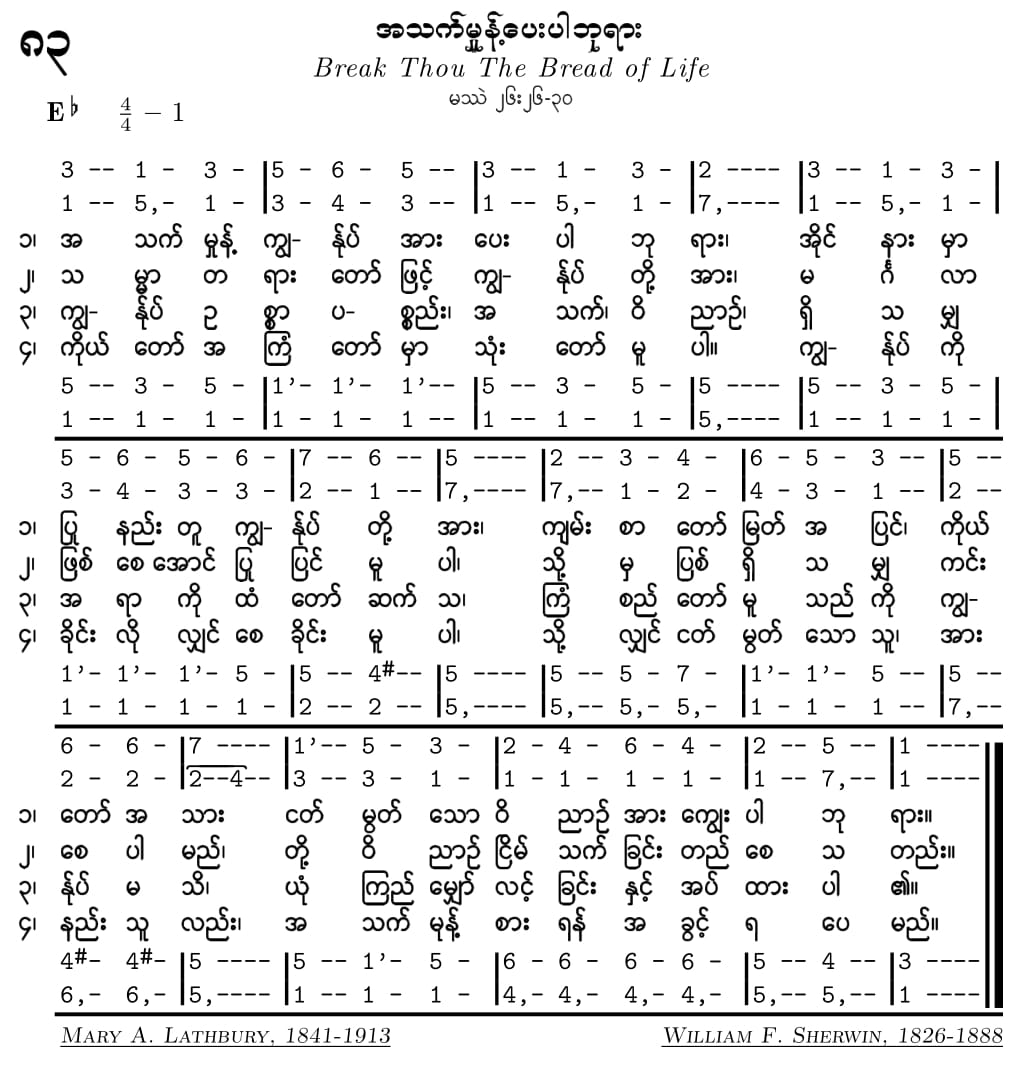 ၈၃
အသက်မှုန့်ပေးပါဘုရား
Break Thou The Bread of Life
မဿဲ ၂၆း၂၆-၃၀
E♭ 4/4 – 1
3 -- 1 - 3 - |5 - 6 - 5 -- |3 -- 1 - 3 - |2 ---- |3 -- 1 - 3 - |
1 -- 5,- 1 - |3 - 4 - 3 -- |1 -- 5,- 1 - |7,---- |1 -- 5,- 1 - |
၁၊ အ သက် မှုန့် ကျွ- န်ုပ် အား ပေး ပါ ဘု ရား၊ အိုင် နား မှာ
၂၊ သ မ္မာ တ ရား တော် ဖြင့် ကျွ- န်ုပ် တို့ အား၊ မ င်္ဂ လာ
၃၊ ကျွ- န်ုပ် ဥ စ္စာ ပ- စ္စည်း၊ အ သက်၊ ဝိ ညာဉ်၊ ရှိ သ မျှ
၄၊ ကိုယ် တော် အ ကြံ တော် မှာ သုံး တော် မူ ပါ။ ကျွ- န်ုပ် ကို
5 -- 3 - 5 - |1’- 1’- 1’-- |5 -- 3 - 5 - |5 ---- |5 -- 3 - 5 - |
1 -- 1 - 1 - |1 - 1 - 1 -- |1 -- 1 - 1 - |5,---- |1 -- 1 - 1 - |
5 - 6 - 5 - 6 - |7 -- 6 -- |5 ---- |2 -- 3 - 4 - |6 - 5 - 3 -- |5 --
3 - 4 - 3 - 3 - |2 -- 1 -- |7,---- |7,-- 1 - 2 - |4 - 3 - 1 -- |2 --
၁၊ ပြု နည်း တူ ကျွ- န်ုပ် တို့ အား၊ ကျမ်း စာ တော် မြတ် အ ပြင်၊ ကိုယ်
၂၊ ဖြစ် စေ အောင် ပြု ပြင် မူ ပါ၊ သို့ မှ ပြစ် ရှိ သ မျှ ကင်း
၃၊ အ ရာ ကို ထံ တော် ဆက် သ၊ ကြံ စည် တော် မူ သည် ကို ကျွ-
၄၊ ခိုင်း လို လျှင် စေ ခိုင်း မူ ပါ၊ သို့ လျှင် ငတ် မွတ် သော သူ၊ အား
1’- 1’- 1’- 5 - |5 -- 4#-- |5 ---- |5 -- 5 - 7 - |1’- 1’- 5 -- |5 --
1 - 1 - 1 - 1 - |2 -- 2 -- |5,---- |5,-- 5,- 5,- |1 - 1 - 1 -- |7,--
6 - 6 - |7 ---- |1’-- 5 - 3 - |2 - 4 - 6 - 4 - |2 -- 5 -- |1 ----
2 - 2 - |2--4-- |3 -- 3 - 1 - |1 - 1 - 1 - 1 - |1 -- 7,-- |1 ----
၁၊ တော် အ သား ငတ် မွတ် သော ဝိ ညာဉ် အား ကျွေး ပါ ဘု ရား။
၂၊ စေ ပါ မည်၊ တို့ ဝိ ညာဉ် ငြိမ် သက် ခြင်း တည် စေ သ တည်း။
၃၊ န်ုပ် မ သိ၊ ယုံ ကြည် မျှော် လင့် ခြင်း နှင့် အပ် ထား ပါ ၏။
၄၊ နည်း သူ လည်း၊ အ သက် မုန့် စား ရန် အ ခွင့် ရ ပေ မည်။
4#- 4#- |5 ---- |5 -- 1’- 5 - |6 - 6 - 6 - 6 - |5 -- 4 -- |3 ----
6,- 6,- |5,---- |1 -- 1 - 1 - |4,- 4,- 4,- 4,- |5,-- 5,-- |1 ----
MARY A. LATHBURY, 1841-1913 WILLIAM F. SHERWIN, 1826-1888